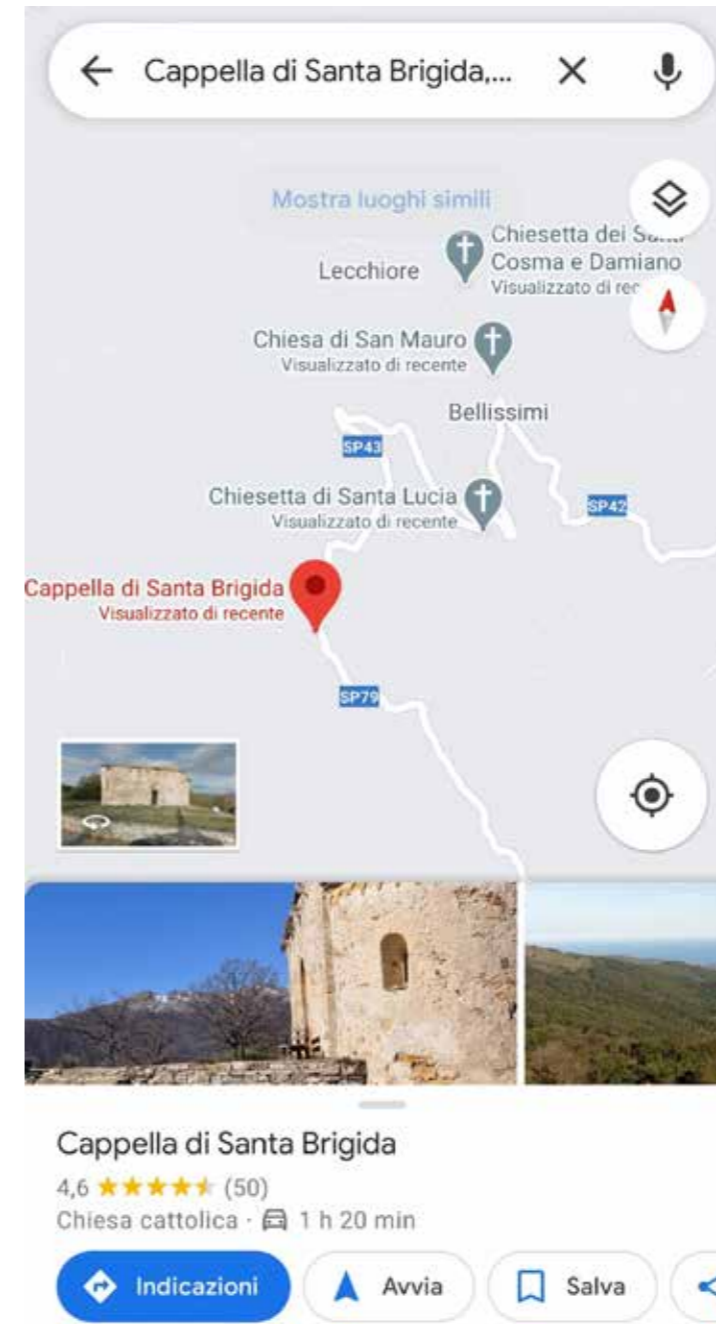 Cappella di Santa Brigida,...
Mostra luoghi simili
Chiesetta dei
Cosma e Damiano
Visualizzato di
Lecchiore
Chiesa di San Mauro
Visualizzato di recente
Bellissimi
SP43
Chiesetta di Santa Lucia
Visualizzato di recente
SP42
Cappella di Santa Brigida
Visualizzato di recente
SP79
Cappella di Santa Brigida
4,6 (50)
Chiesa cattolica · 1 h 20 min
Indicazioni
Avvia
Salva